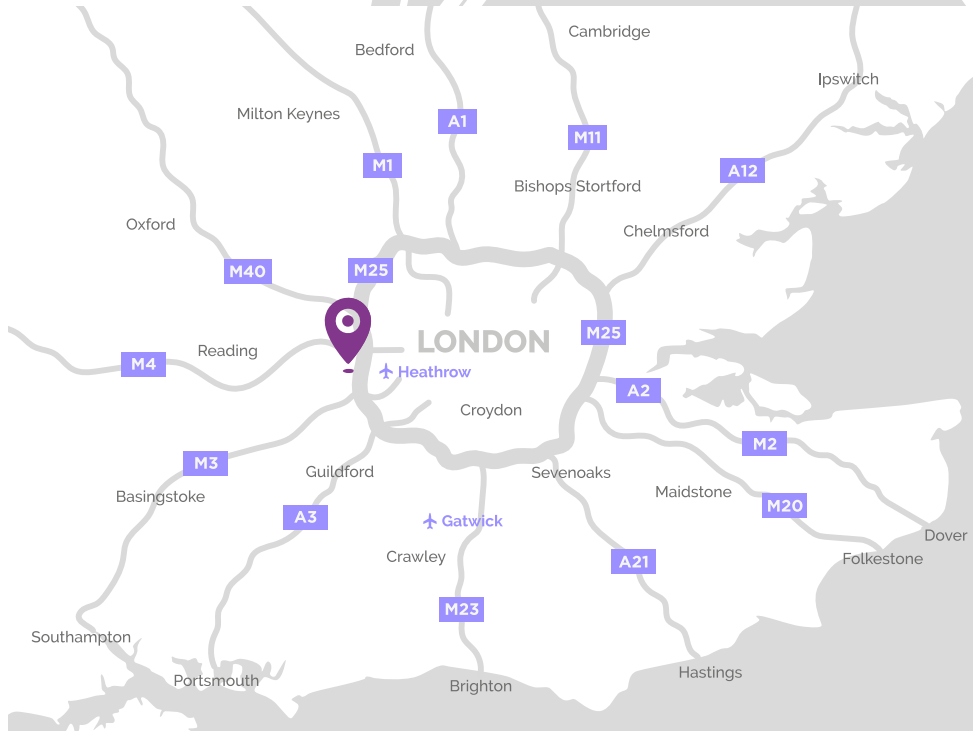 Cambridge
Bedford
Ipswitch
Milton Keynes
A1
M11
M1
A12
Bishops Stortford
Oxford
Chelmsford
M40
M25
M25
LONDON
Reading
M4
Heathrow
A2
Croydon
M2
M3
Guildford
Sevenoaks
Basingstoke
Maidstone
M20
A3
Gatwick
Dover
Crawley
Folkestone
A21
M23
Southampton
Hastings
Portsmouth
Brighton